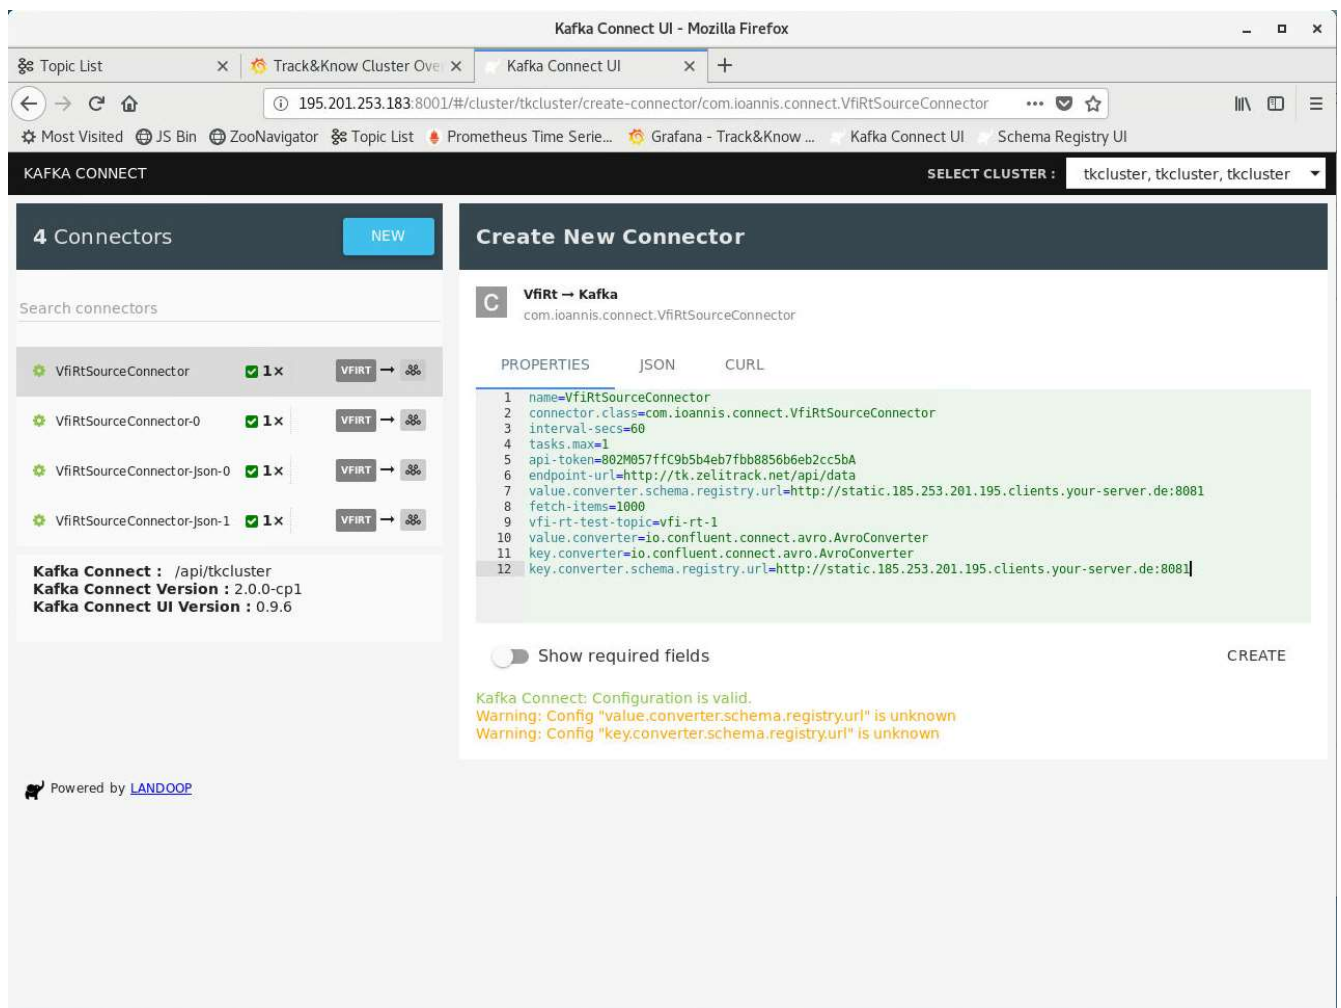 Kafka Connect UI - Mozilla Firefox
Topic List
Track&Know Cluster Over
Kafka Connect UI
195.201.253.183:8001/#/cluster/tkcluster/create-connector/com.ioannis.connect.VfiRtSourceConnector
Most Visited JS Bin ZooNavigator Topic List Prometheus Time Serie... Grafana - Track&Know ... Kafka Connect UI Schema Registry UI
KAFKA CONNECT
SELECT CLUSTER :
tkcluster, tkcluster, tkcluster
4 Connectors
NEW
Search connectors
VfiRtSourceConnector 1× VFIRT →
VfiRtSourceConnector-0 1× VFIRT →
VfiRtSourceConnector-Json-0 1× VFIRT →
VfiRtSourceConnector-Json-1 1× VFIRT →
Kafka Connect : /api/tkcluster
Kafka Connect Version : 2.0.0-cp1
Kafka Connect UI Version : 0.9.6
Powered by LANDOOP
Create New Connector
C
VfiRt → Kafka
com.ioannis.connect.VfiRtSourceConnector
PROPERTIES JSON CURL
1 name=VfiRtSourceConnector
2 connector.class=com.ioannis.connect.VfiRtSourceConnector
3 interval-secs=60
4 tasks.max=1
5 api-token=802M057ffC9b5b4eb7fbb8856b6eb2cc5bA
6 endpoint-url=http://tk.zelitrack.net/api/data
7 value.converter.schema.registry.url=http://static.185.253.201.195.clients.your-server.de:8081
8 fetch-items=1000
9 vfi-rt-test-topic=vfi-rt-1
10 value.converter=io.confluent.connect.avro.AvroConverter
11 key.converter=io.confluent.connect.avro.AvroConverter
12 key.converter.schema.registry.url=http://static.185.253.201.195.clients.your-server.de:8081
Show required fields
CREATE
Kafka Connect: Configuration is valid.
Warning: Config "value.converter.schema.registry.url" is unknown
Warning: Config "key.converter.schema.registry.url" is unknown